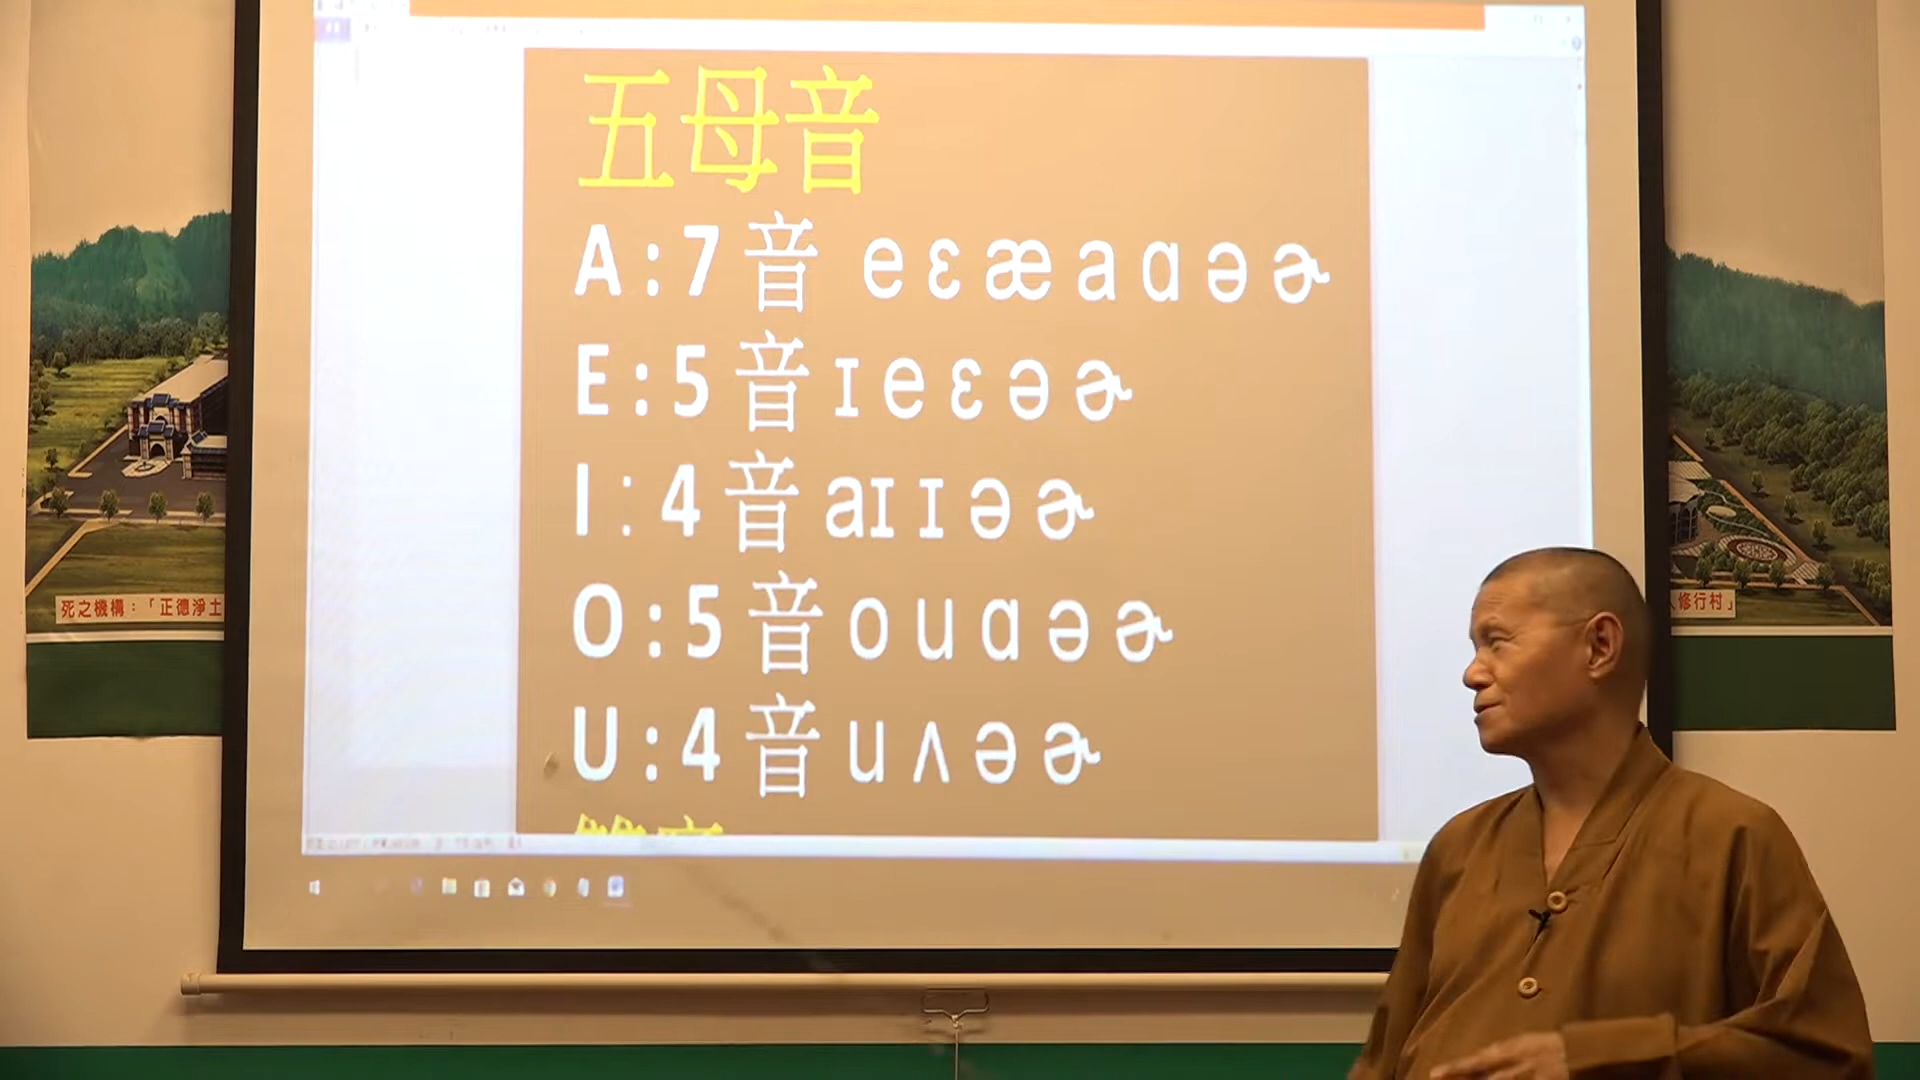 五母音
A:7音 e ɛ æ a ɑ ə ɚ
E:5音 ɪ e ɛ ə ɚ
I:4音 aɪ ɪ ə ɚ
O:5音 o u ɑ ə ɚ
U:4音 u ʌ ə ɚ
死之機構:「正德淨土
修行村」